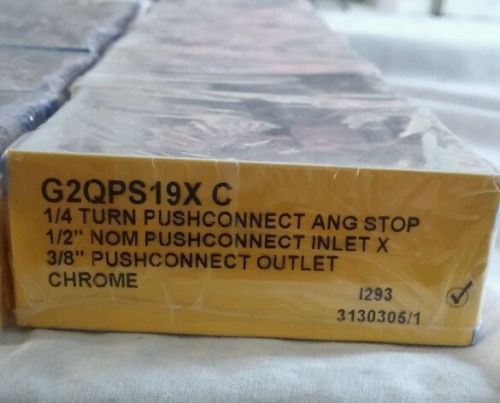 G2QPS19X C
1/4 TURN PUSHCONNECT ANG STOP
1/2" NOM PUSHCONNECT INLET X
3/8" PUSHCONNECT OUTLET
CHROME
I293
3130305/1